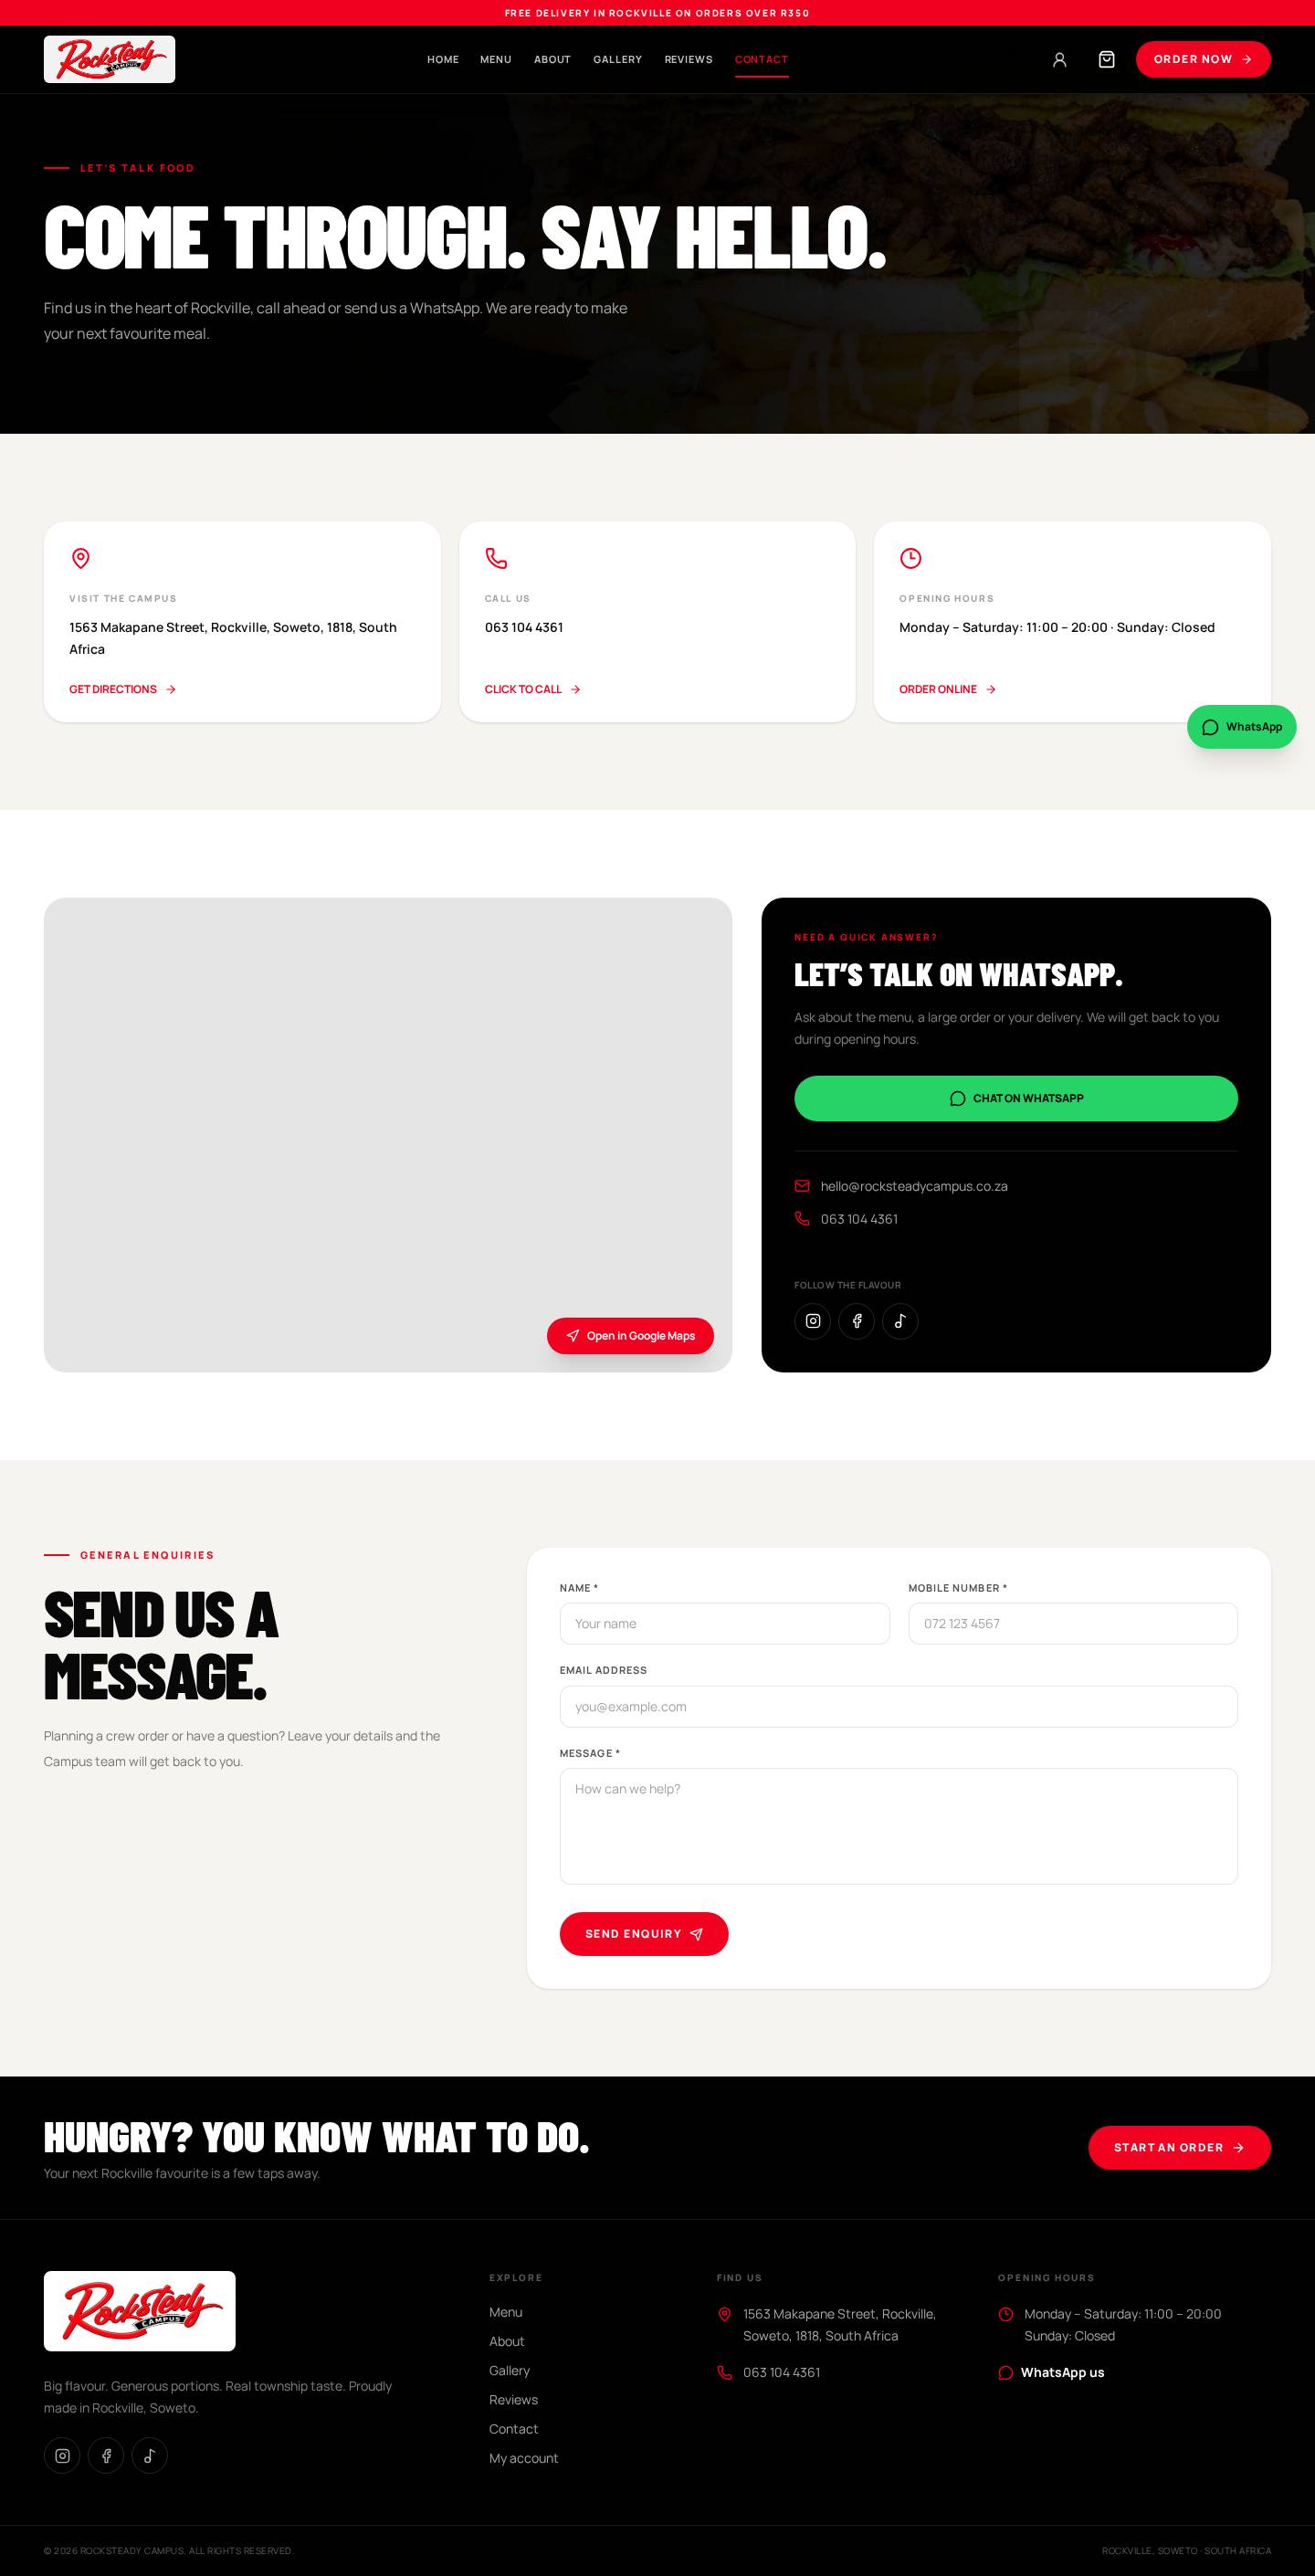 FREE DELIVERY IN ROCKVILLE ON ORDERS OVER R350
Rocksteady
CAMPUS
HOME
MENU
ABOUT
GALLERY
REVIEWS
CONTACT
ORDER NOW
LET'S TALK FOOD
COME THROUGH. SAY HELLO.
Find us in the heart of Rockville, call ahead or send us a WhatsApp. We are ready to make
your next favourite meal.
VISIT THE CAMPUS
1563 Makapane Street, Rockville, Soweto, 1818, South
Africa
GET DIRECTIONS
CALL US
063 104 4361
CLICK TO CALL
OPENING HOURS
Monday – Saturday: 11:00 – 20:00 · Sunday: Closed
ORDER ONLINE
WhatsApp
Open in Google Maps
NEED A QUICK ANSWER?
LET'S TALK ON WHATSAPP.
Ask about the menu, a large order or your delivery. We will get back to you
during opening hours.
CHAT ON WHATSAPP
hello@rocksteadycampus.co.za
063 104 4361
FOLLOW THE FLAVOUR
GENERAL ENQUIRIES
SEND US A
MESSAGE.
Planning a crew order or have a question? Leave your details and the
Campus team will get back to you.
NAME *
Your name
MOBILE NUMBER *
072 123 4567
EMAIL ADDRESS
you@example.com
MESSAGE *
How can we help?
SEND ENQUIRY
HUNGRY? YOU KNOW WHAT TO DO.
Your next Rockville favourite is a few taps away.
START AN ORDER
Rocksteady
CAMPUS
Big flavour. Generous portions. Real township taste. Proudly
made in Rockville, Soweto.
EXPLORE
Menu
About
Gallery
Reviews
Contact
My account
FIND US
1563 Makapane Street, Rockville,
Soweto, 1818, South Africa
063 104 4361
OPENING HOURS
Monday – Saturday: 11:00 – 20:00
Sunday: Closed
WhatsApp us
© 2026 ROCKSTEADY CAMPUS. ALL RIGHTS RESERVED.
ROCKVILLE, SOWETO · SOUTH AFRICA